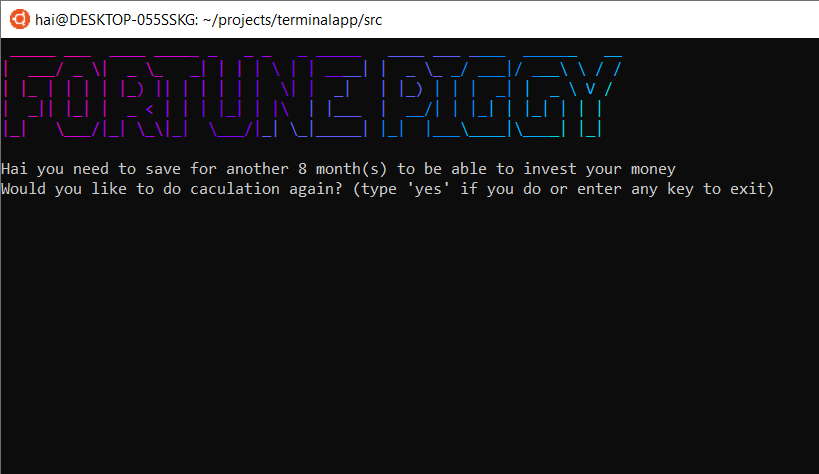 hai@DESKTOP-055SSKG: ~/projects/terminalapp/src
FORTUNE PIGGY
Hai you need to save for another 8 month(s) to be able to invest your money
Would you like to do caculation again? (type 'yes' if you do or enter any key to exit)